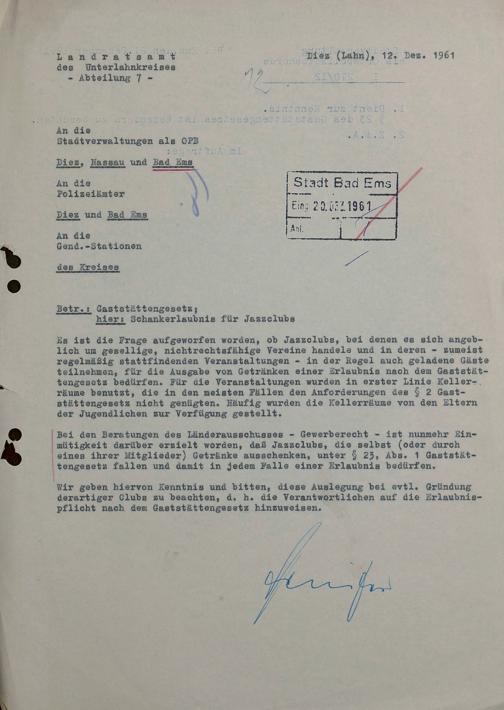 Landratsamt
des Unterlahnkreises
- Abteilung 7 -
Diez (Lahn), 12. Dez. 1961
An die
Stadtverwaltungen als OPB
Diez, Nassau und Bad Ems
An die
Polizeiämter
Diez und Bad Ems
An die
Gend.-Stationen
des Kreises
Stadt Bad Ems
Eing. 20. DEZ. 1961
Abt.
Betr.: Gaststättengesetz;
hier: Schankerlaubnis für Jazzclubs
Es ist die Frage aufgeworfen worden, ob Jazzclubs, bei denen es sich angeb-
lich um gesellige, nichtrechtsfähige Vereine handele und in deren - zumeist
regelmäßig stattfindenden Veranstaltungen - in der Regel auch geladene Gäste
teilnehmen, für die Ausgabe von Getränken einer Erlaubnis nach dem Gaststät-
tengesetz bedürfen. Für die Veranstaltungen wurden in erster Linie Keller-
räume benutzt, die in den meisten Fällen den Anforderungen des § 2 Gast-
stättengesetz nicht genügten. Häufig wurden die Kellerräume von den Eltern
der Jugendlichen zur Verfügung gestellt.
Bei den Beratungen des Länderausschusses - Gewerberecht - ist nunmehr Ein-
mütigkeit darüber erzielt worden, daß Jazzclubs, die selbst (oder durch
eines ihrer Mitglieder) Getränke ausschenken, unter § 23, Abs. 1 Gaststät-
tengesetz fallen und damit in jedem Falle einer Erlaubnis bedürfen.
Wir geben hiervon Kenntnis und bitten, diese Auslegung bei evtl. Gründung
derartiger Clubs zu beachten, d. h. die Verantwortlichen auf die Erlaubnis-
pflicht nach dem Gaststättengesetz hinzuweisen.